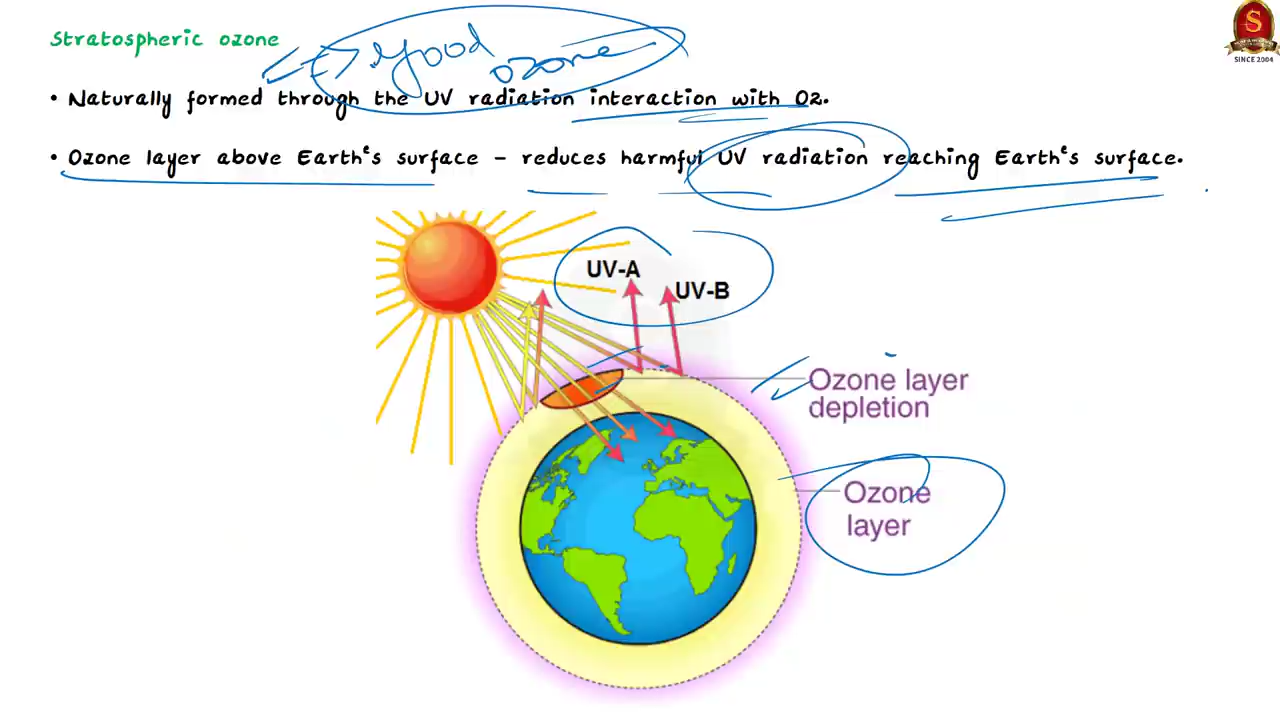 Stratospheric ozone
→ Good ozone
• Naturally formed through the UV radiation interaction with O2.
• Ozone layer above Earth's surface – reduces harmful UV radiation reaching Earth's surface.
UV-A
UV-B
Ozone layer
depletion
Ozone
layer
S
SINCE 2004